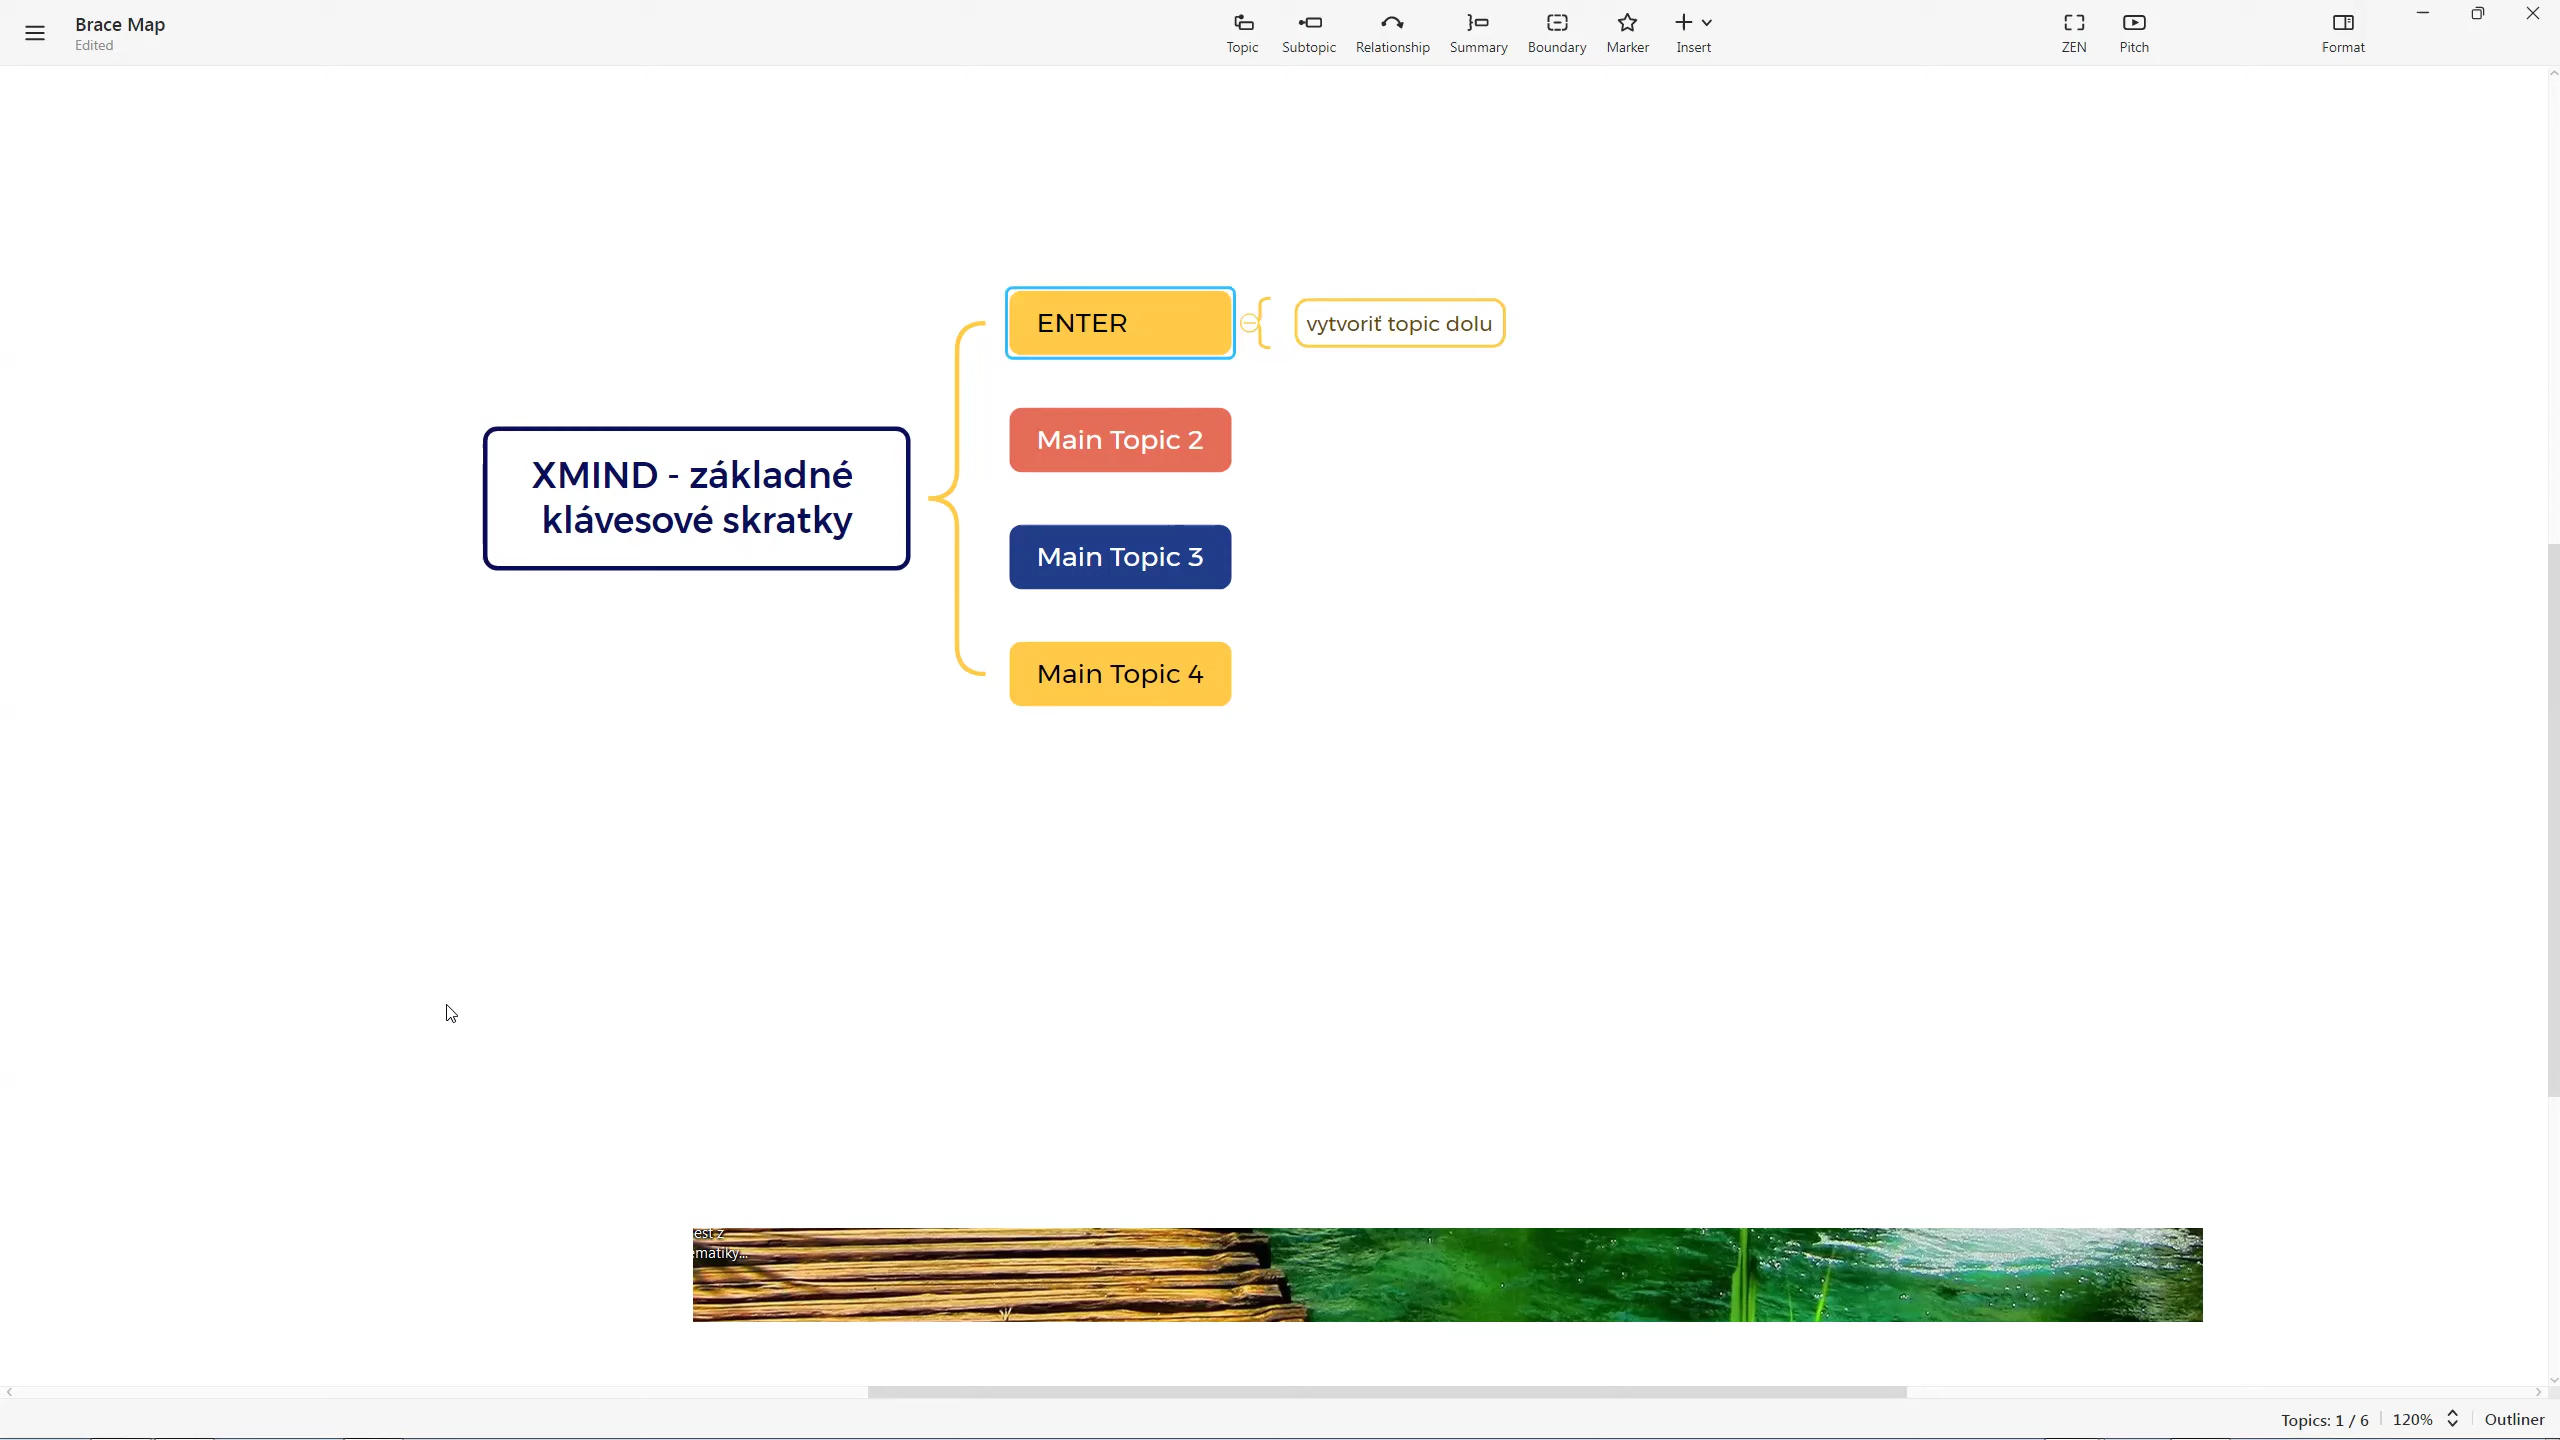 Brace Map
Edited
Topic
Subtopic
Relationship
Summary
Boundary
Marker
Insert
ZEN
Pitch
Format
ENTER
vytvoriť topic dolu
Main Topic 2
XMIND - základné
klávesové skratky
Main Topic 3
Main Topic 4
z
Topics: 1 / 6
120%
Outliner